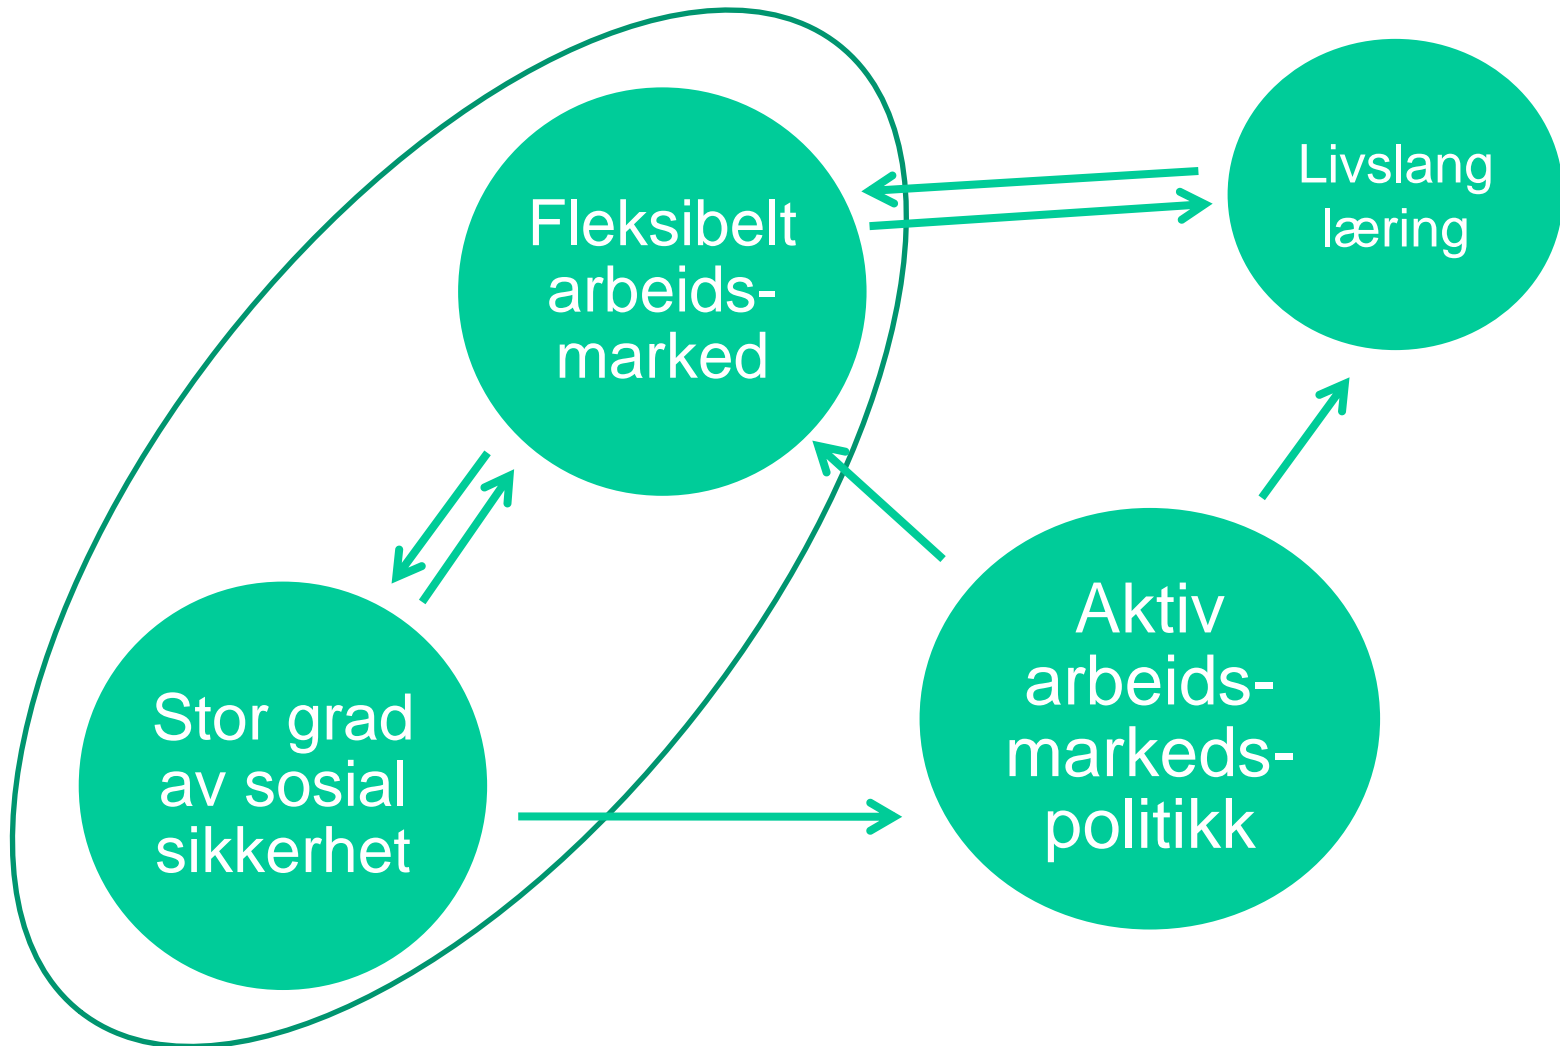 Fleksibelt
arbeids-
marked
Livslang
læring
Stor grad
av sosial
sikkerhet
Aktiv
arbeids-
markeds-
politikk